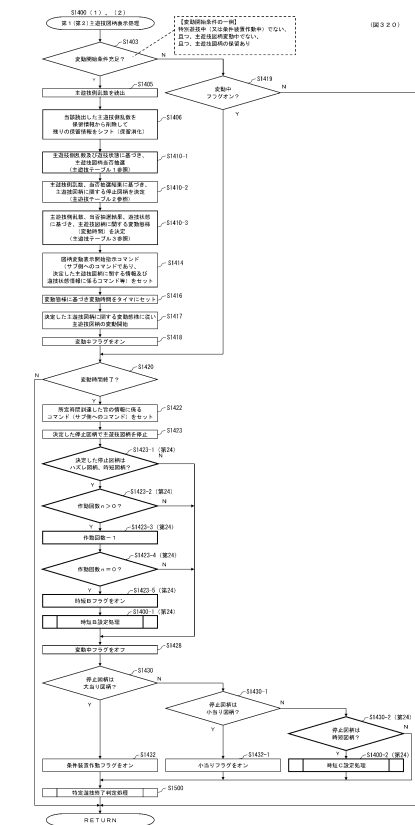 S1400 (1), (2)
第1(第2)主遊技図柄表示処理
【変動開始条件の一例】
特別遊技中(又は条件装置作動中)でない、
且つ、主遊技図柄変動中でない、
且つ、主遊技図柄の保留あり
(図320)
S1403
変動開始条件充足?
N
Y
S1419
変動中
フラグオン?
N
Y
S1405
主遊技側乱数を読出
S1406
当該読出した主遊技側乱数を
保留情報から削除して
残りの保留情報をシフト(保留消化)
S1410-1
主遊技側乱数及び遊技状態に基づき、
主遊技図柄当否抽選
(主遊技テーブル1参照)
S1410-2
主遊技側乱数、当否抽選結果に基づき、
主遊技図柄に関する停止図柄を決定
(主遊技テーブル2参照)
S1410-3
主遊技側乱数、当否抽選結果、遊技状態
に基づき、主遊技図柄に関する変動態様
(変動時間)を決定
(主遊技テーブル3参照)
S1414
図柄変動表示開始指示コマンド
(サブ側へのコマンドであり、
決定した主遊技図柄に関する情報及び
遊技状態情報に係るコマンド等)をセット
S1416
変動態様に基づき変動時間をタイマにセット
S1417
決定した主遊技図柄に関する変動態様に従い
主遊技図柄の変動開始
S1418
変動中フラグをオン
S1420
変動時間終了?
N
Y
S1422
所定時間到達した旨の情報に係る
コマンド(サブ側へのコマンド)をセット
S1423
決定した停止図柄で主遊技図柄を停止
S1423-1 (第24)
決定した停止図柄は
ハズレ図柄、時短図柄?
N
Y
S1423-2 (第24)
作動回数n>0?
N
Y
S1423-3 (第24)
作動回数-1
S1423-4 (第24)
作動回数n=0?
N
Y
S1423-5 (第24)
時短Bフラグをオン
S1400-1 (第24)
時短B設定処理
S1428
変動中フラグをオフ
S1430
停止図柄は
大当り図柄?
N
Y
S1430-1
停止図柄は
小当り図柄?
N
Y
S1430-2 (第24)
停止図柄は
時短図柄?
N
Y
S1432
条件装置作動フラグをオン
S1432-1
小当りフラグをオン
S1400-2 (第24)
時短C設定処理
S1500
特定遊技終了判定処理
RETURN